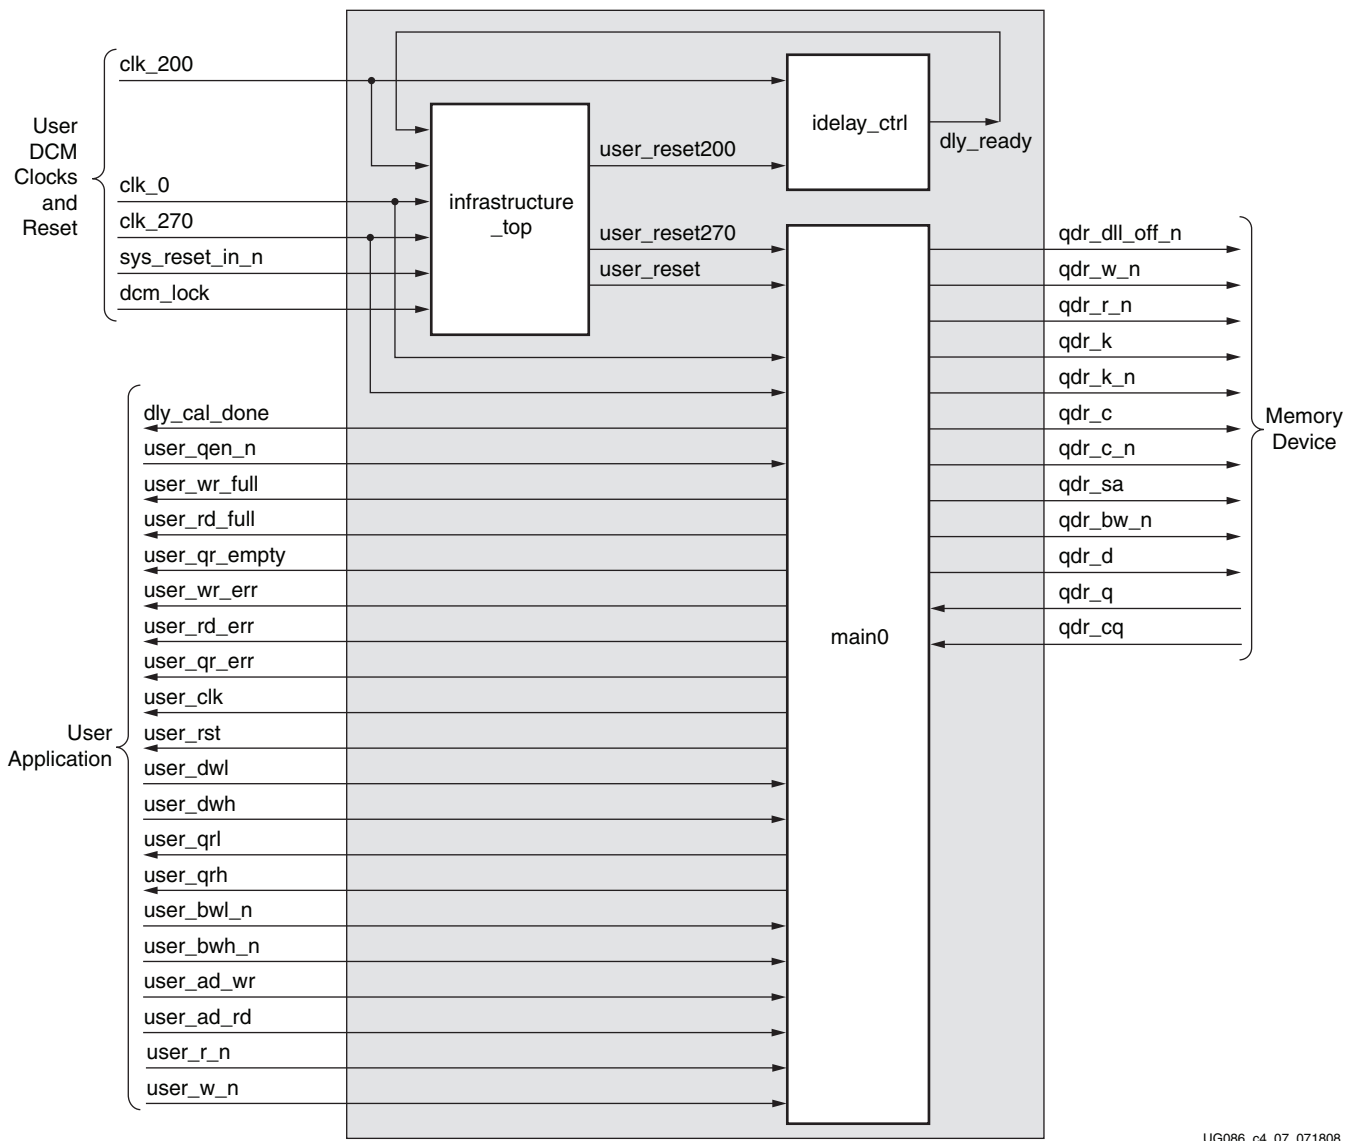 clk_200
User
DCM
Clocks
and
Reset
clk_0
clk_270
sys_reset_in_n
dcm_lock
infrastructure
_top
user_reset200
user_reset270
user_reset
idelay_ctrl
dly_ready
main0
qdr_dll_off_n
qdr_w_n
qdr_r_n
qdr_k
qdr_k_n
qdr_c
qdr_c_n
qdr_sa
qdr_bw_n
qdr_d
qdr_q
qdr_cq
Memory
Device
User
Application
dly_cal_done
user_qen_n
user_wr_full
user_rd_full
user_qr_empty
user_wr_err
user_rd_err
user_qr_err
user_clk
user_rst
user_dwl
user_dwh
user_qrl
user_qrh
user_bwl_n
user_bwh_n
user_ad_wr
user_ad_rd
user_r_n
user_w_n
UG086_c4_07_071808